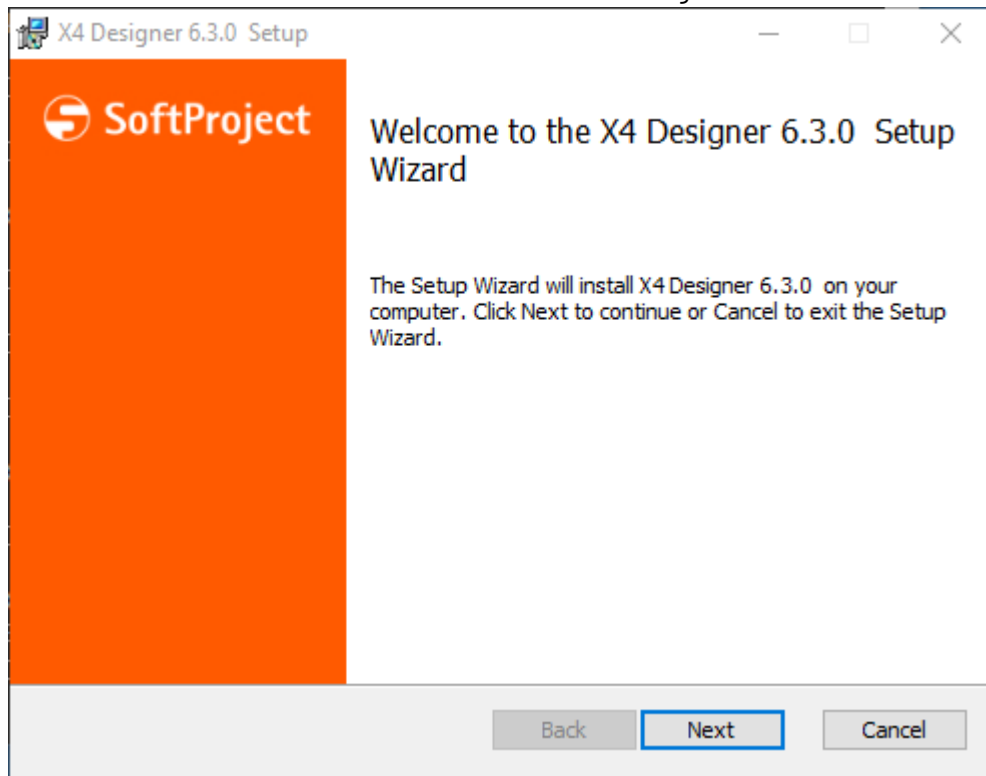 X4 Designer 6.3.0  Setup
SoftProject
Welcome to the X4 Designer 6.3.0  Setup
Wizard
The Setup Wizard will install X4 Designer 6.3.0  on your
computer. Click Next to continue or Cancel to exit the Setup
Wizard.
Back Next Cancel